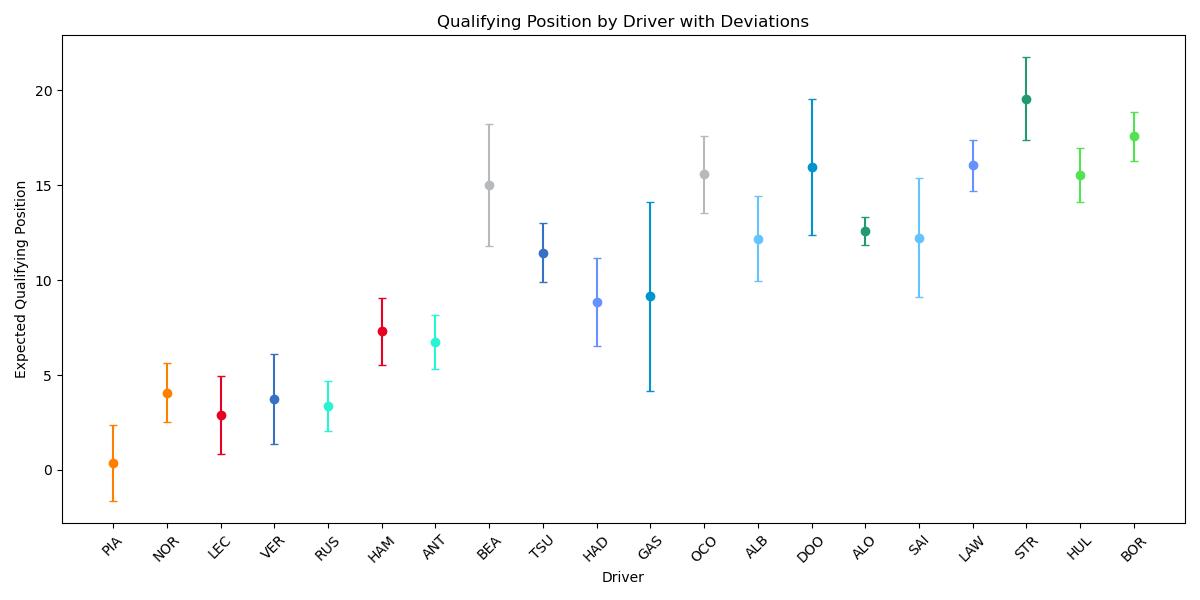 Qualifying Position by Driver with Deviations
Expected Qualifying Position
20
15
10
5
0
PIA
NOR
LEC
VER
RUS
HAM
ANT
BEA
TSU
HAD
GAS
OCO
ALB
DOO
ALO
SAI
LAW
STR
HUL
BOR
Driver